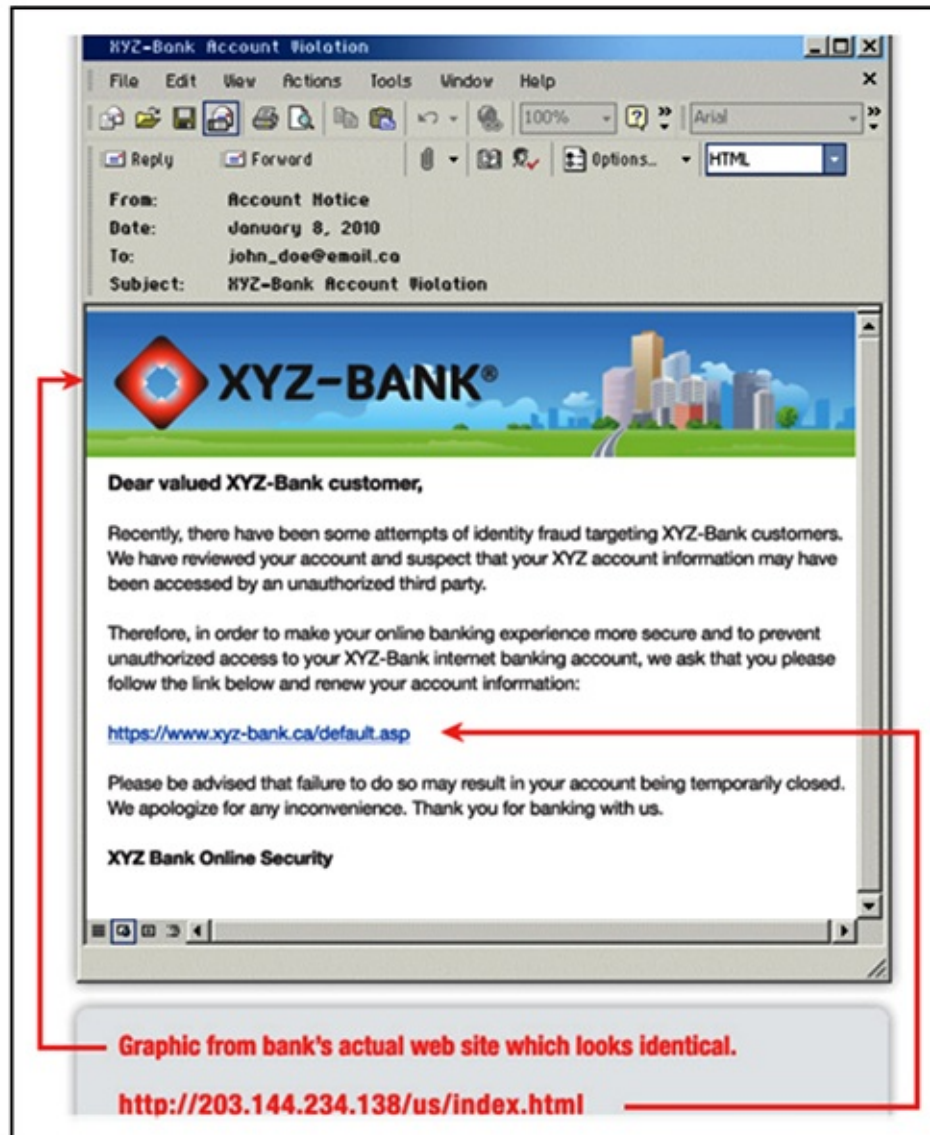 XYZ-Bank Account Violation
File Edit View Actions Tools Window Help
100% Arial
Reply Forward Options... HTML
From: Account Notice
Date: January 8, 2010
To: john_doe@email.ca
Subject: XYZ-Bank Account Violation
XYZ-BANK®
Dear valued XYZ-Bank customer,
Recently, there have been some attempts of identity fraud targeting XYZ-Bank customers.
We have reviewed your account and suspect that your XYZ account information may have
been accessed by an unauthorized third party.
Therefore, in order to make your online banking experience more secure and to prevent
unauthorized access to your XYZ-Bank internet banking account, we ask that you please
follow the link below and renew your account information:
https://www.xyz-bank.ca/default.asp
Please be advised that failure to do so may result in your account being temporarily closed.
We apologize for any inconvenience. Thank you for banking with us.
XYZ Bank Online Security
Graphic from bank's actual web site which looks identical.
http://203.144.234.138/us/index.html